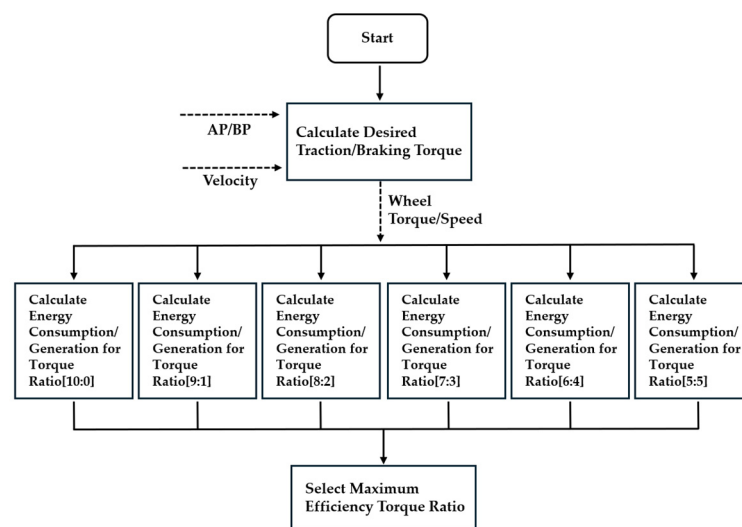 Start
AP/BP
Calculate Desired
Traction/Braking Torque
Velocity
Wheel
Torque/Speed
Calculate
Energy
Consumption/
Generation for
Torque
Ratio[10:0]
Calculate
Energy
Consumption/
Generation for
Torque
Ratio[9:1]
Calculate
Energy
Consumption/
Generation for
Torque
Ratio[8:2]
Calculate
Energy
Consumption/
Generation for
Torque
Ratio[7:3]
Calculate
Energy
Consumption/
Generation for
Torque
Ratio[6:4]
Calculate
Energy
Consumption/
Generation for
Torque
Ratio[5:5]
Select Maximum
Efficiency Torque Ratio